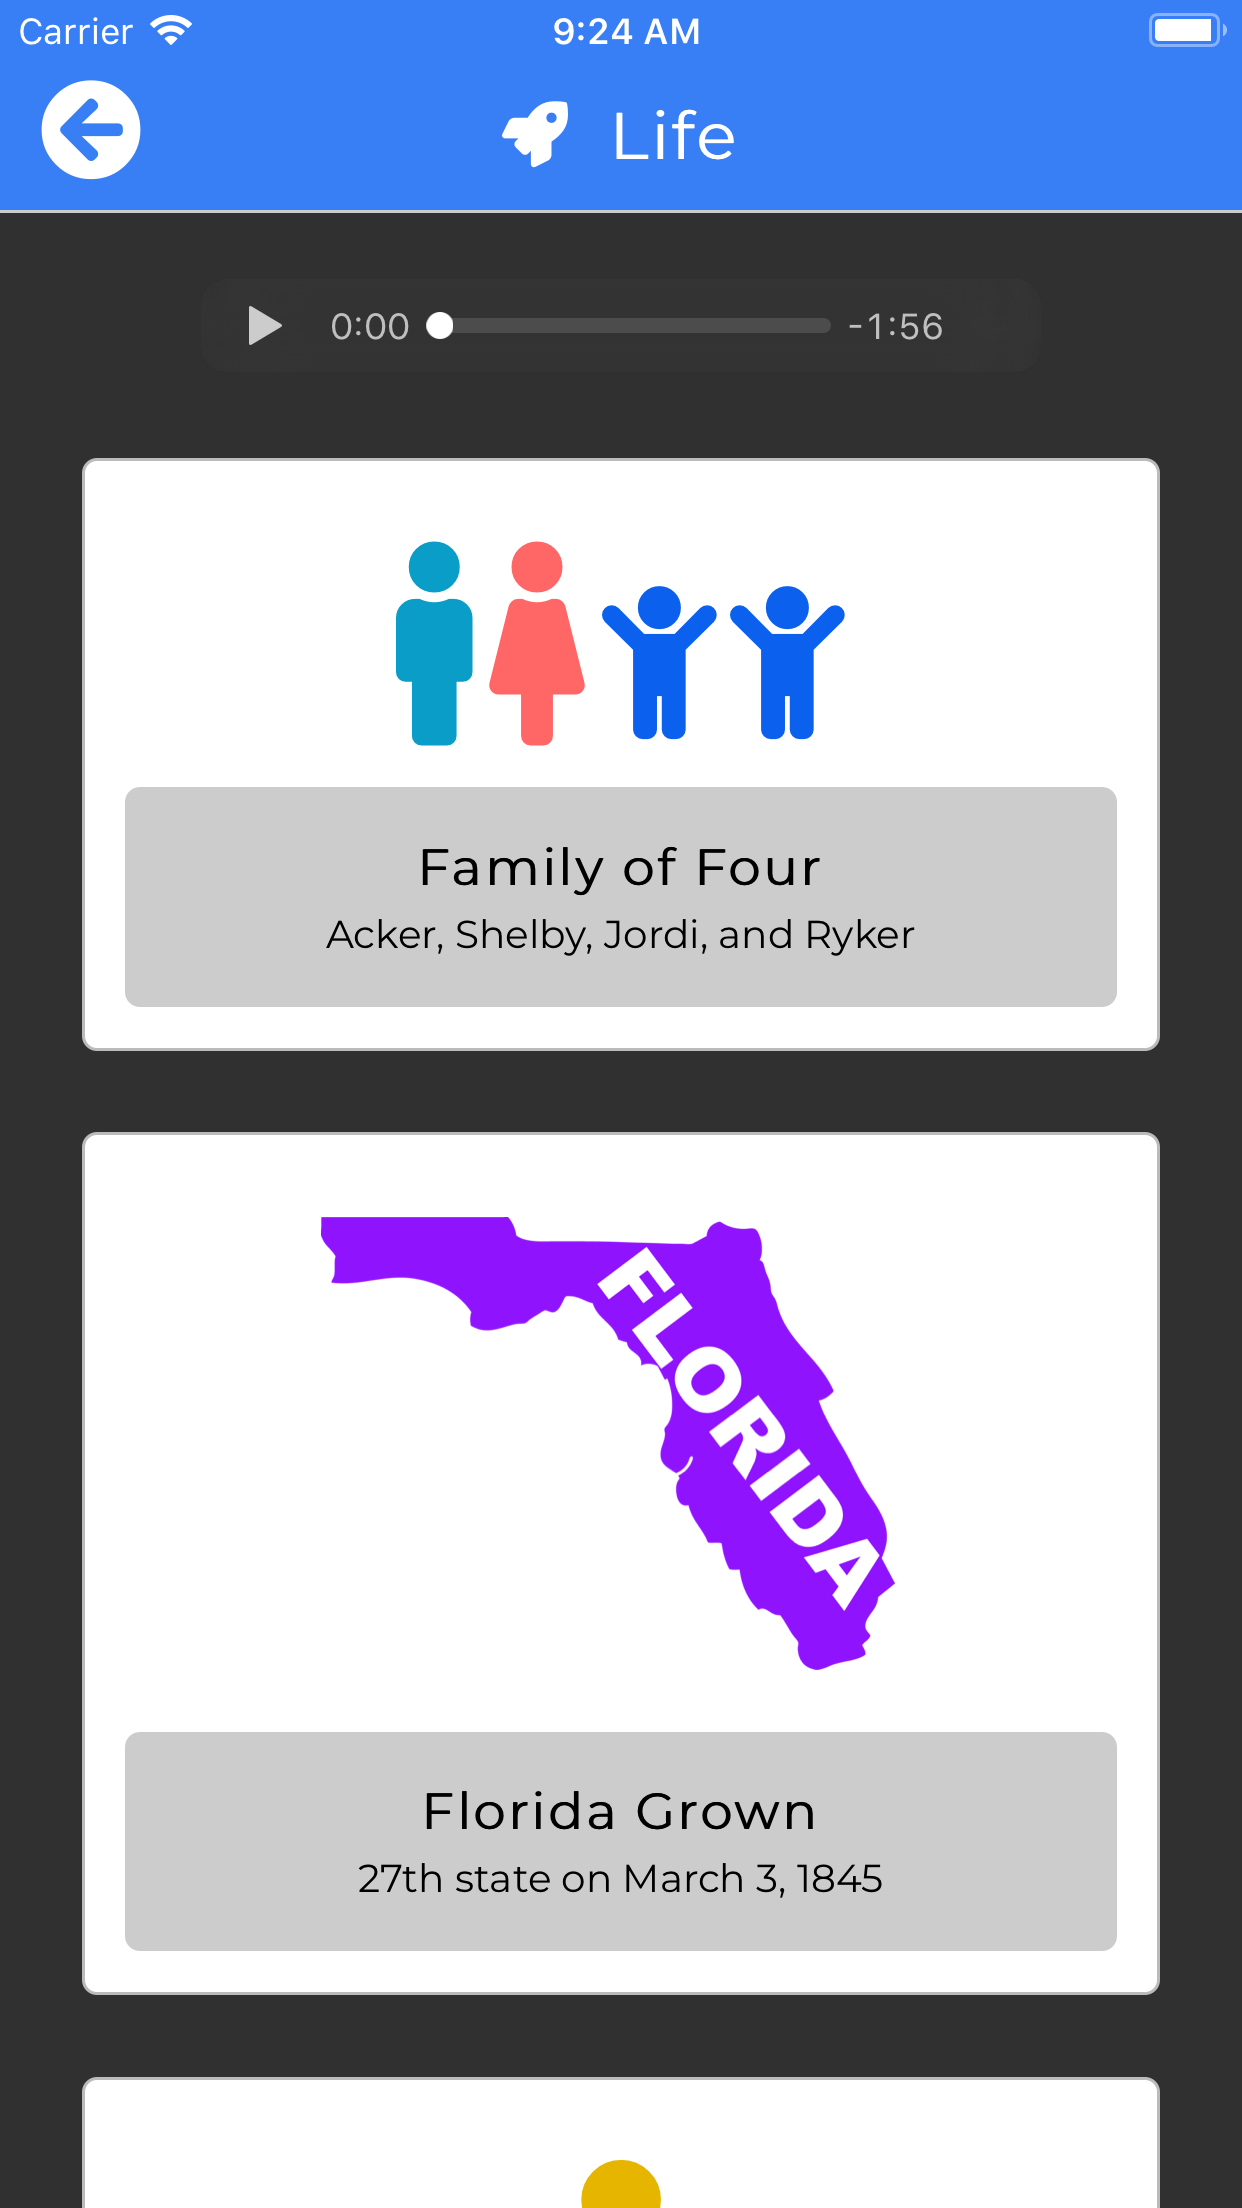 Carrier
9:24 AM
Life
0:00
-1:56
Family of Four
Acker, Shelby, Jordi, and Ryker
FLORIDA
Florida Grown
27th state on March 3, 1845